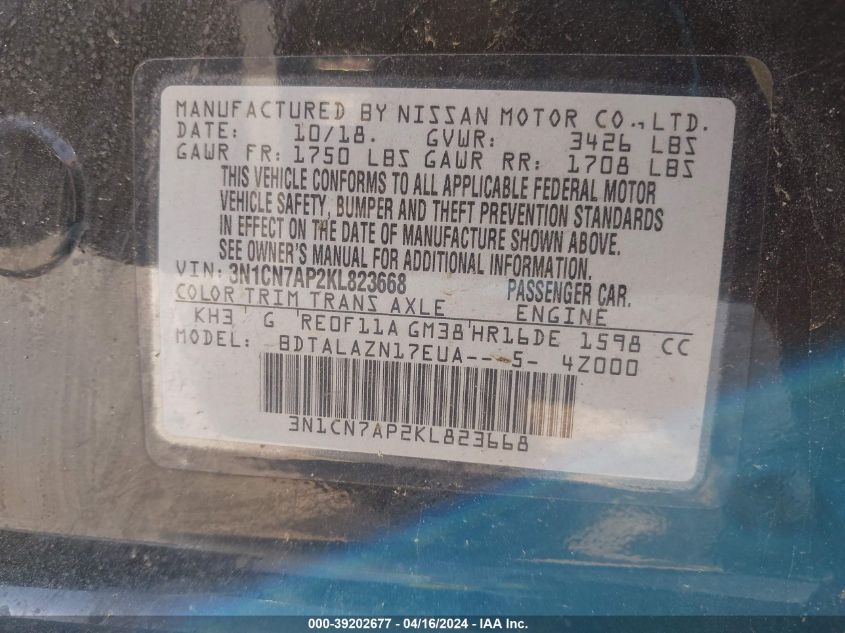 MANUFACTURED BY NISSAN MOTOR CO.,LTD.
DATE: 10/18. GVWR: 3426 LBS
GAWR FR: 1750 LBS GAWR RR: 1708 LBS
THIS VEHICLE CONFORMS TO ALL APPLICABLE FEDERAL MOTOR
VEHICLE SAFETY, BUMPER AND THEFT PREVENTION STANDARDS
IN EFFECT ON THE DATE OF MANUFACTURE SHOWN ABOVE.
SEE OWNER'S MANUAL FOR ADDITIONAL INFORMATION.
VIN: 3N1CN7AP2KL823668 PASSENGER CAR.
COLOR TRIM TRANS AXLE ENGINE
KH3 G 'RE0F11A GM38'HR16DE 1598 CC
MODEL: BDTALAZN17EUA---5- 4Z000
3N1CN7AP2KL823668
000-39202677 - 04/16/2024 - IAA Inc.